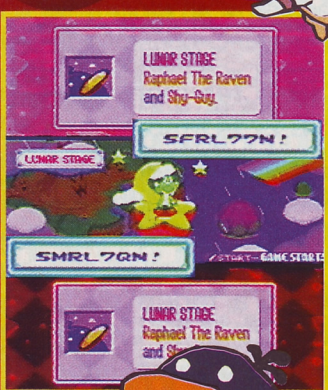 LUNAR STAGE
Raphael The Raven
and Shy-Guy.
SFRL77N!
LUNAR STAGE
START-GAME START
SMRL7QN!
LUNAR STAGE
Raphael The Raven
and